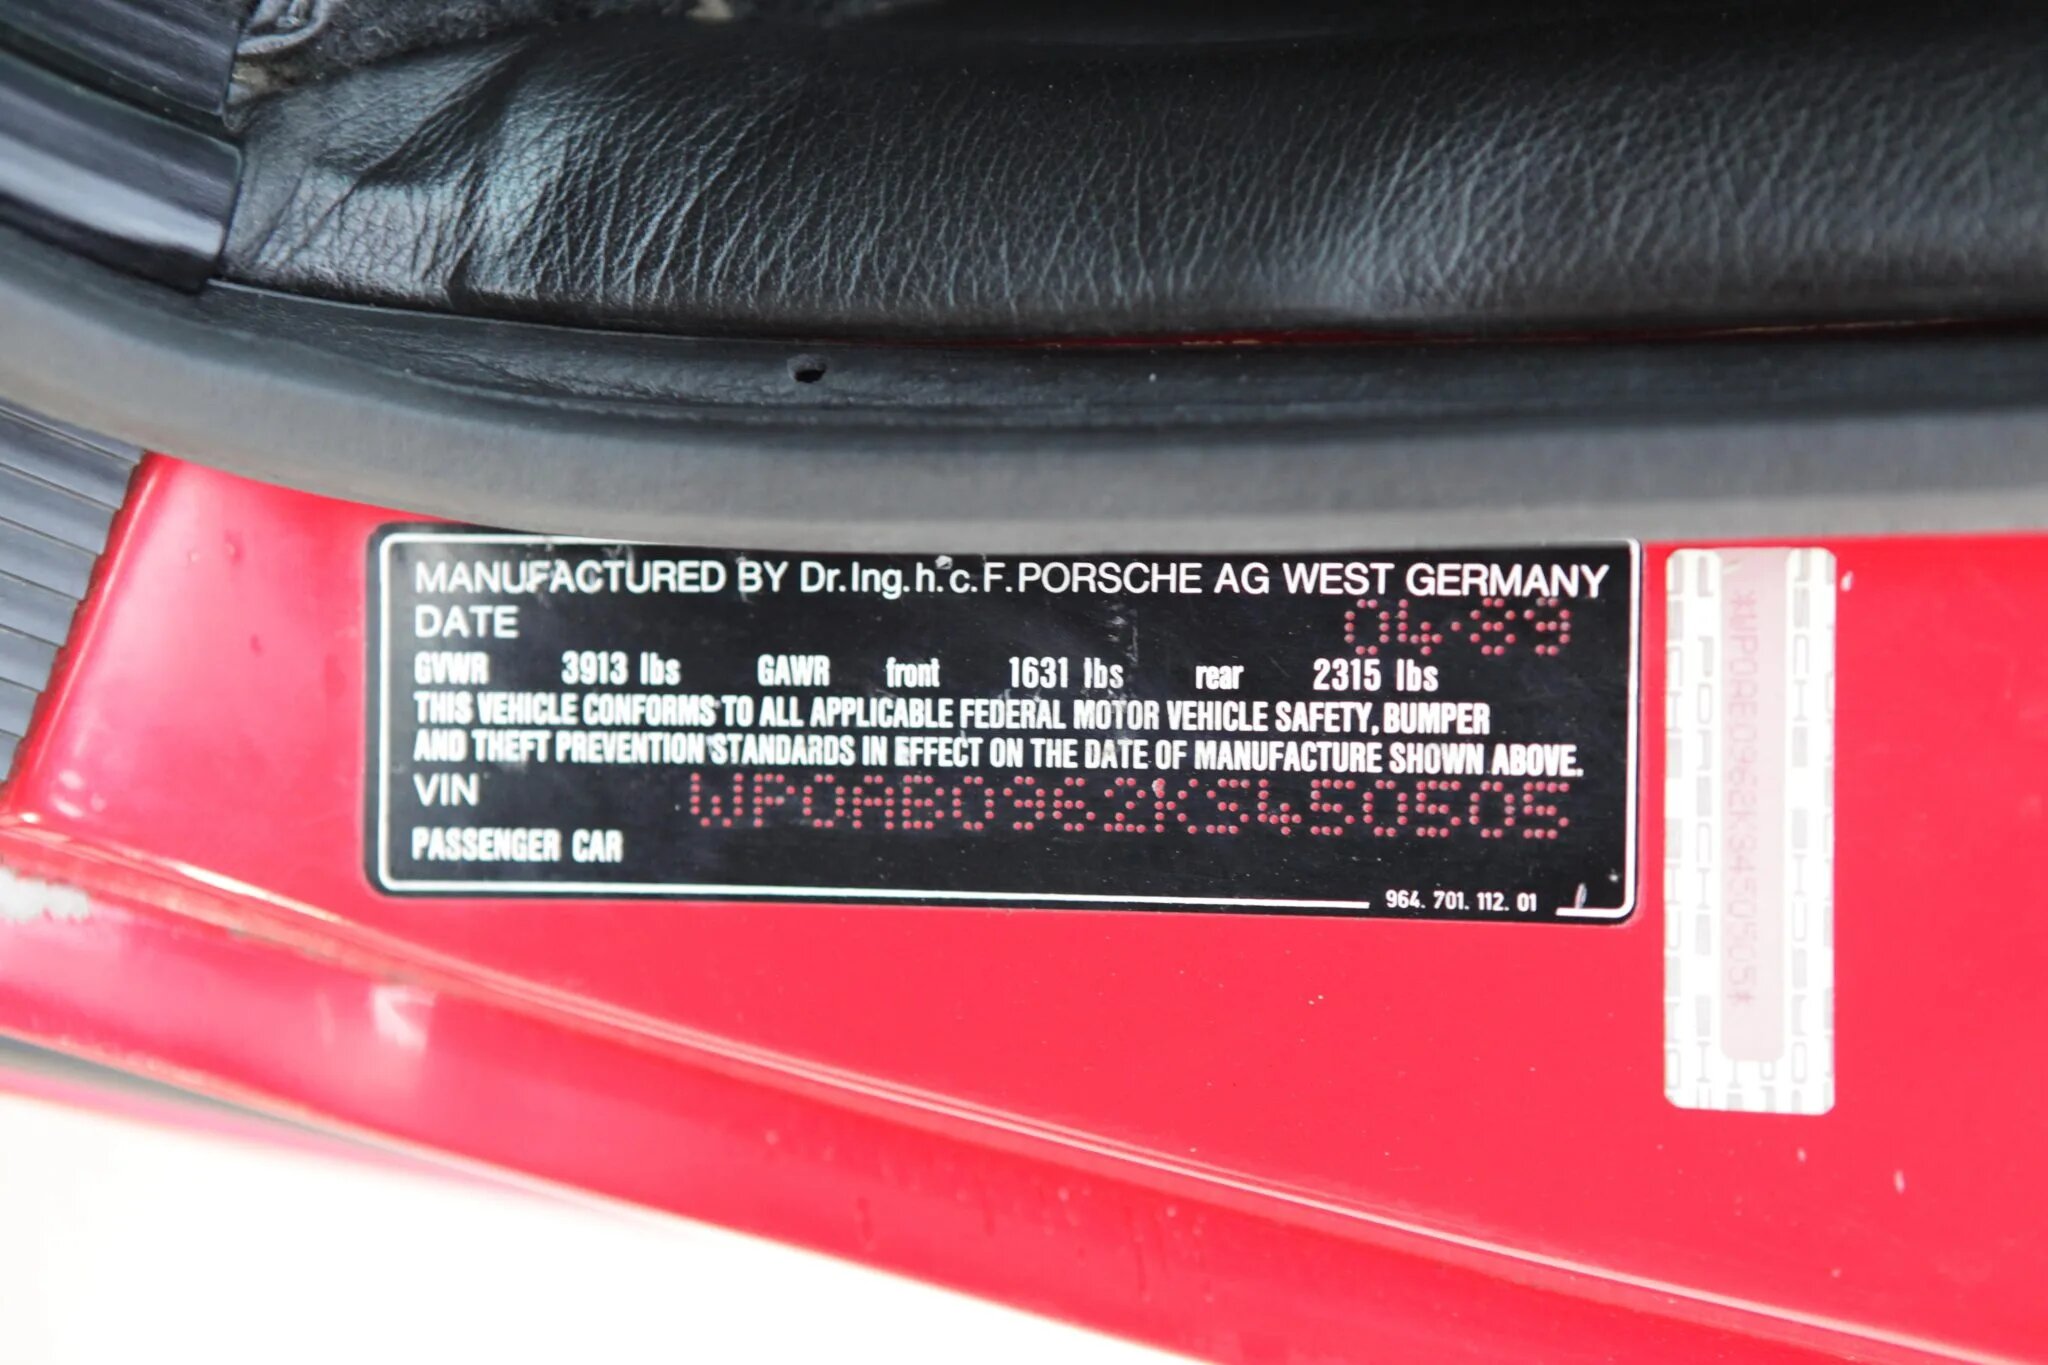 MANUFACTURED BY Dr.Ing.h.c.F.PORSCHE AG WEST GERMANY
DATE 04·89
GVWR 3913 lbs GAWR front 1631 lbs rear 2315 lbs
THIS VEHICLE CONFORMS TO ALL APPLICABLE FEDERAL MOTOR VEHICLE SAFETY, BUMPER
AND THEFT PREVENTION STANDARDS IN EFFECT ON THE DATE OF MANUFACTURE SHOWN ABOVE.
VIN WP0AB0962KS450505
PASSENGER CAR
964. 701. 112. 01
*WP0AB0962KS450505*
PORSCHE